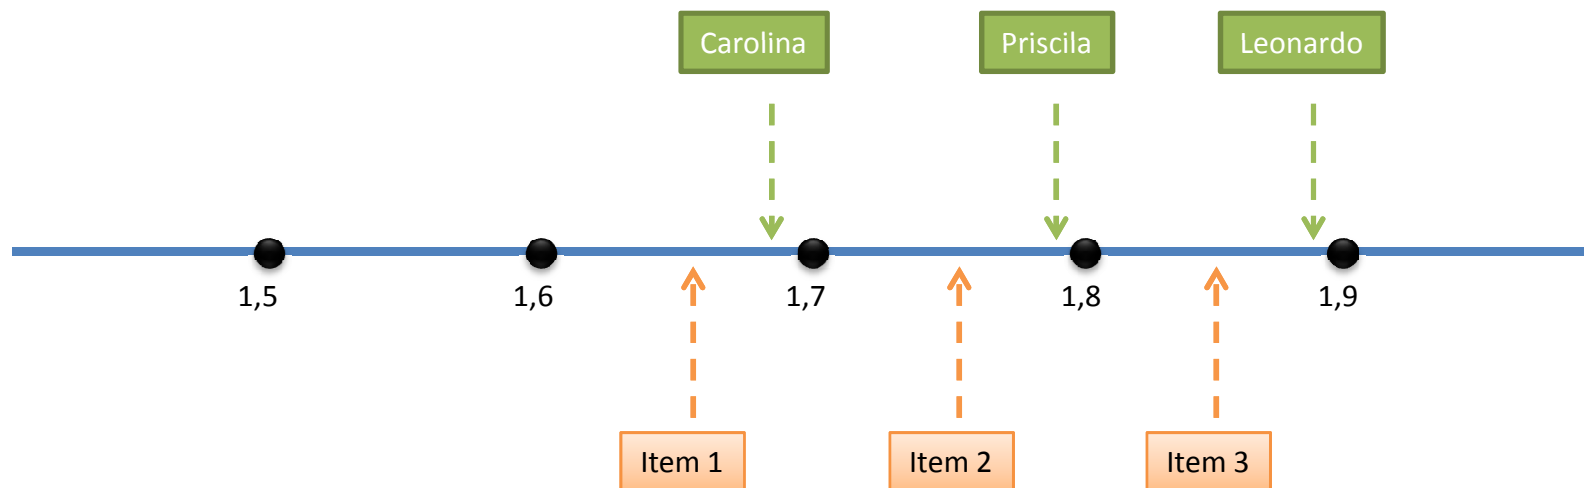 Carolina Priscila Leonardo
1,5 1,6 1,7 1,8 1,9
Item 1 Item 2 Item 3